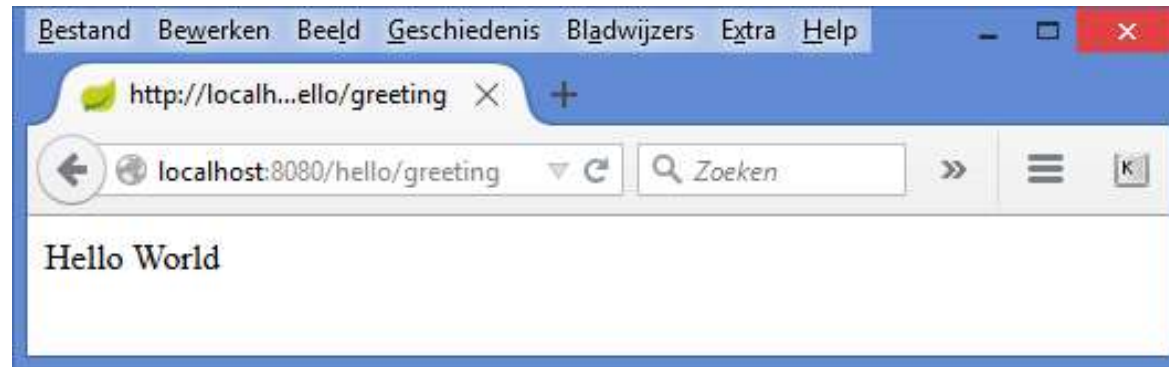 Bestand Bewerken Beeld Geschiedenis Bladwijzers Extra Help
http://localh...ello/greeting
localhost:8080/hello/greeting Zoeken
K
Hello World